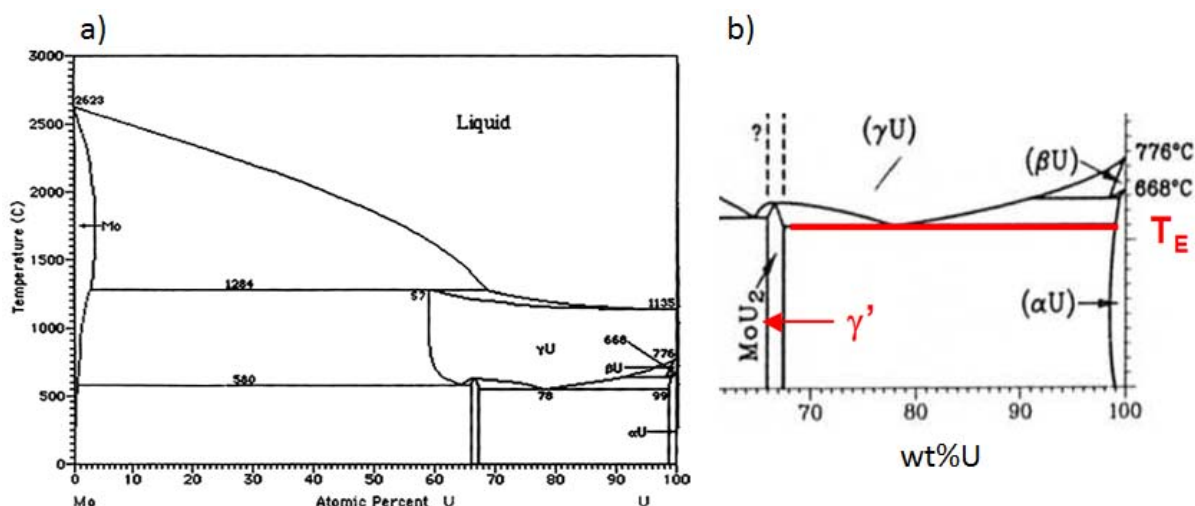 a)
3000
2623
2500
Liquid
2000
Temperature (C)
Mo
1500
1284
57
1135
1000
γU
668
776
βU
580
500
78
99
αU
0
0 10 20 30 40 50 60 70 80 90 100
Mo Atomic Percent U U
b)
?
(γU)
(βU)
776°C
668°C
T_E
MoU₂
γ’
(αU)
70 80 90 100
wt%U